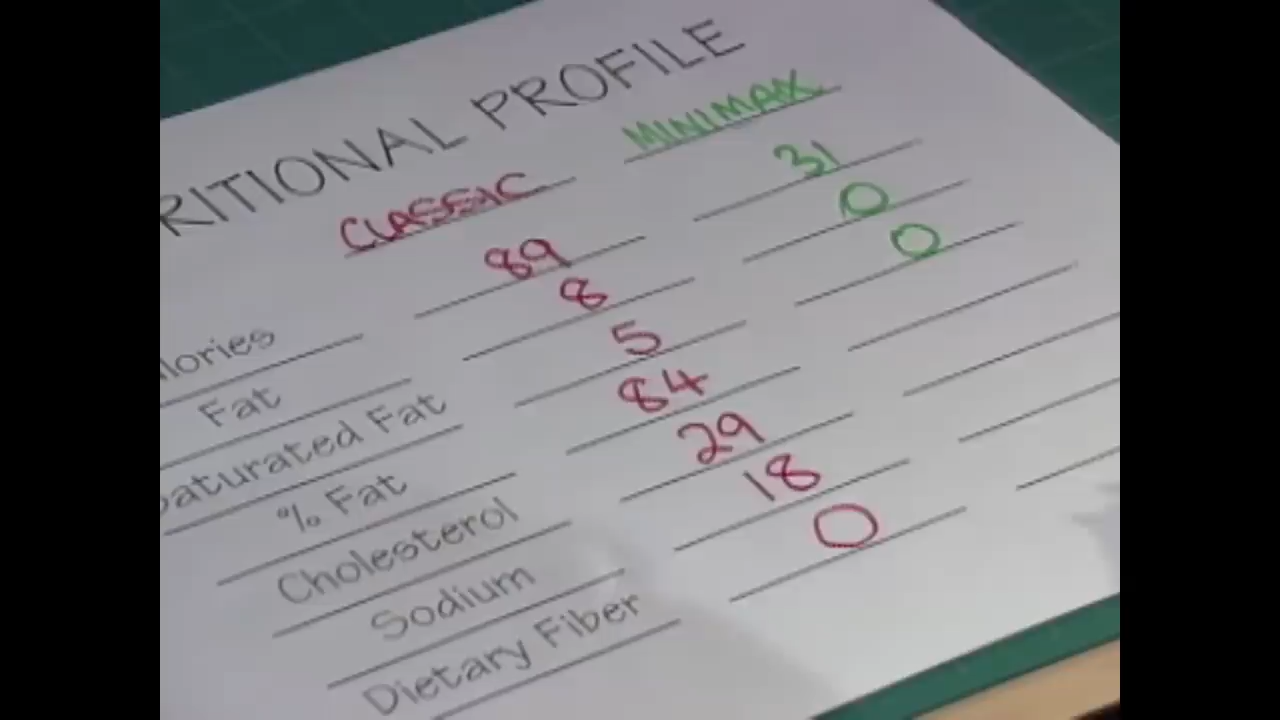 RITIONAL PROFILE
CLASSIC MINIMAX
lories 89 31
Fat 8 0
Saturated Fat 5 0
% Fat 84
Cholesterol 29
Sodium 18
Dietary Fiber 0